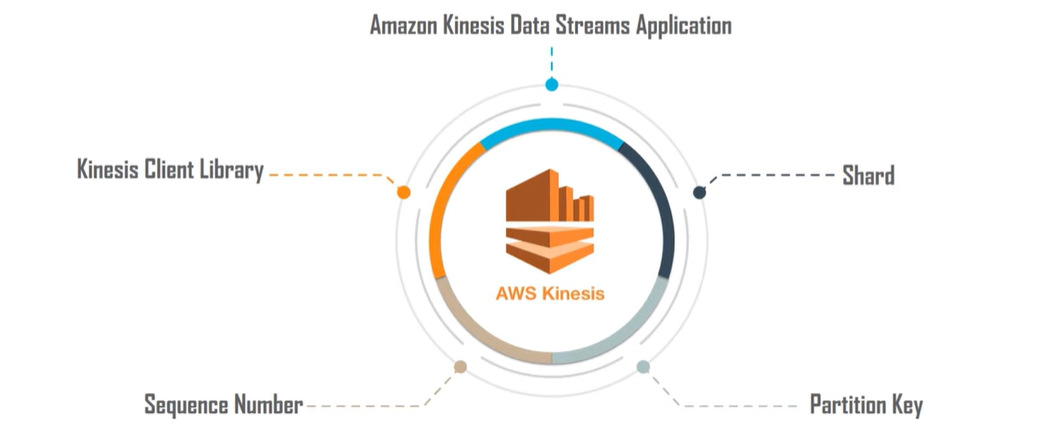 Amazon Kinesis Data Streams Application
Kinesis Client Library
Shard
AWS Kinesis
Sequence Number
Partition Key